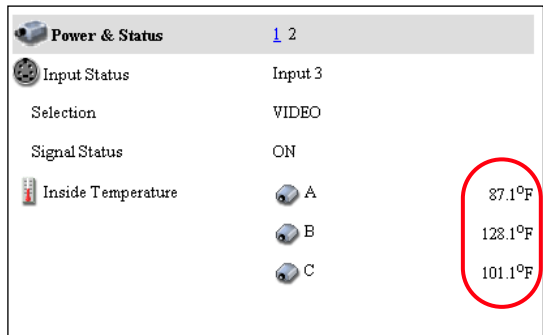 Power & Status 1 2
Input Status Input 3
Selection VIDEO
Signal Status ON
Inside Temperature A 87.1°F
B 128.1°F
C 101.1°F